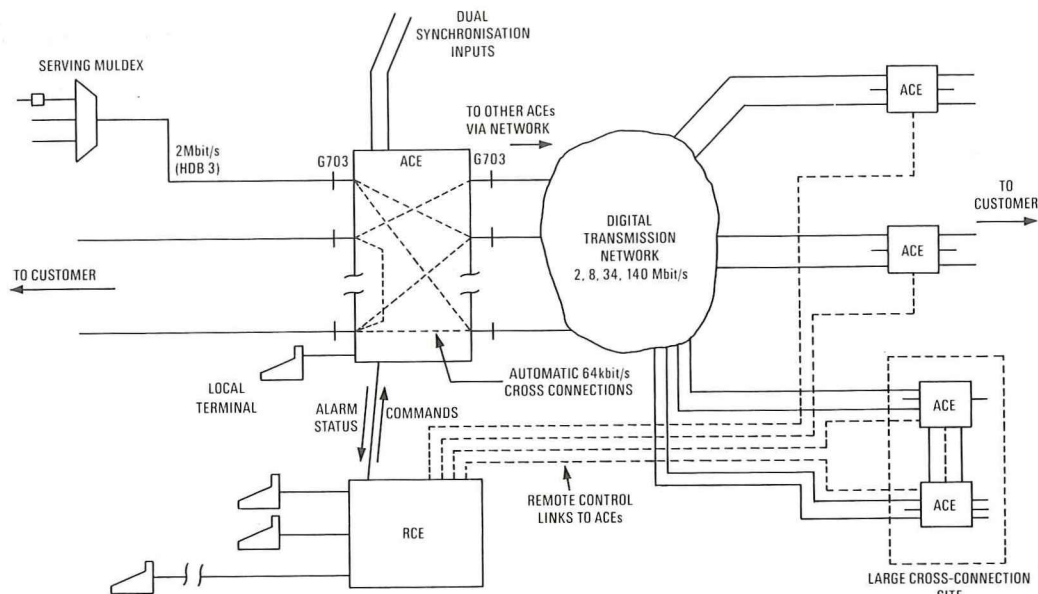 DUAL
SYNCHRONISATION
INPUTS
SERVING MULDEX
2Mbit/s
(HDB 3)
G703
ACE
G703
TO OTHER ACEs
VIA NETWORK
ACE
TO
CUSTOMER
ACE
DIGITAL
TRANSMISSION
NETWORK
2, 8, 34, 140 Mbit/s
TO CUSTOMER
AUTOMATIC 64kbit/s
CROSS CONNECTIONS
LOCAL
TERMINAL
ALARM
STATUS
COMMANDS
ACE
ACE
REMOTE CONTROL
LINKS TO ACEs
RCE
LARGE CROSS-CONNECTION
SITE